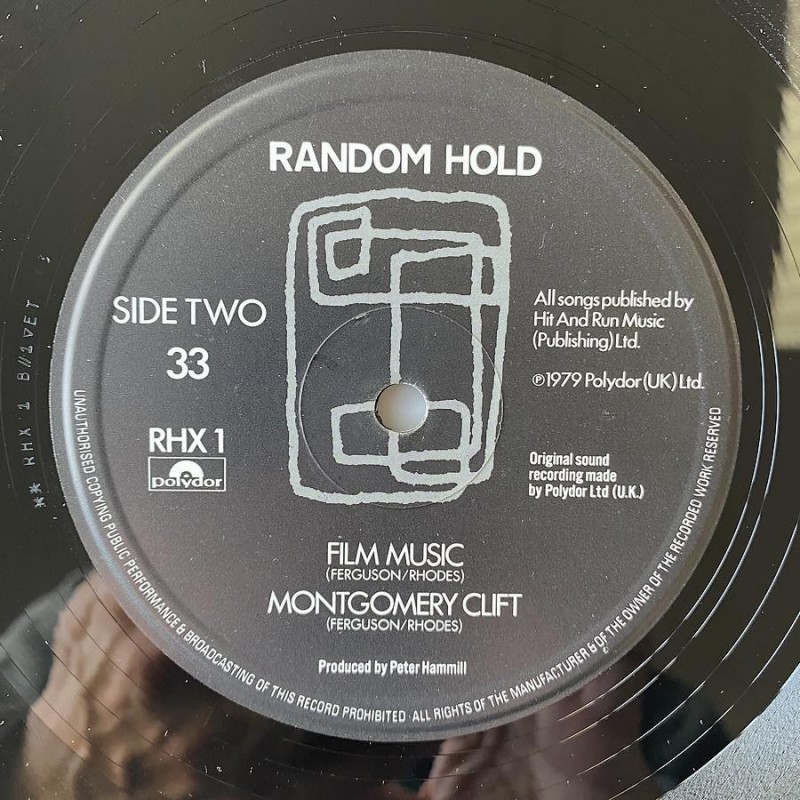 RANDOM HOLD
SIDE TWO
33
RHX 1
polydor
All songs published by
Hit And Run Music
(Publishing) Ltd.
℗1979 Polydor (UK) Ltd.
Original sound
recording made
by Polydor Ltd (U.K.)
FILM MUSIC
(FERGUSON/RHODES)
MONTGOMERY CLIFT
(FERGUSON/RHODES)
Produced by Peter Hammill
UNAUTHORISED COPYING PUBLIC PERFORMANCE & BROADCASTING OF THIS RECORD PROHIBITED · ALL RIGHTS OF THE MANUFACTURER & OF THE OWNER OF THE RECORDED WORK RESERVED
RHX 1